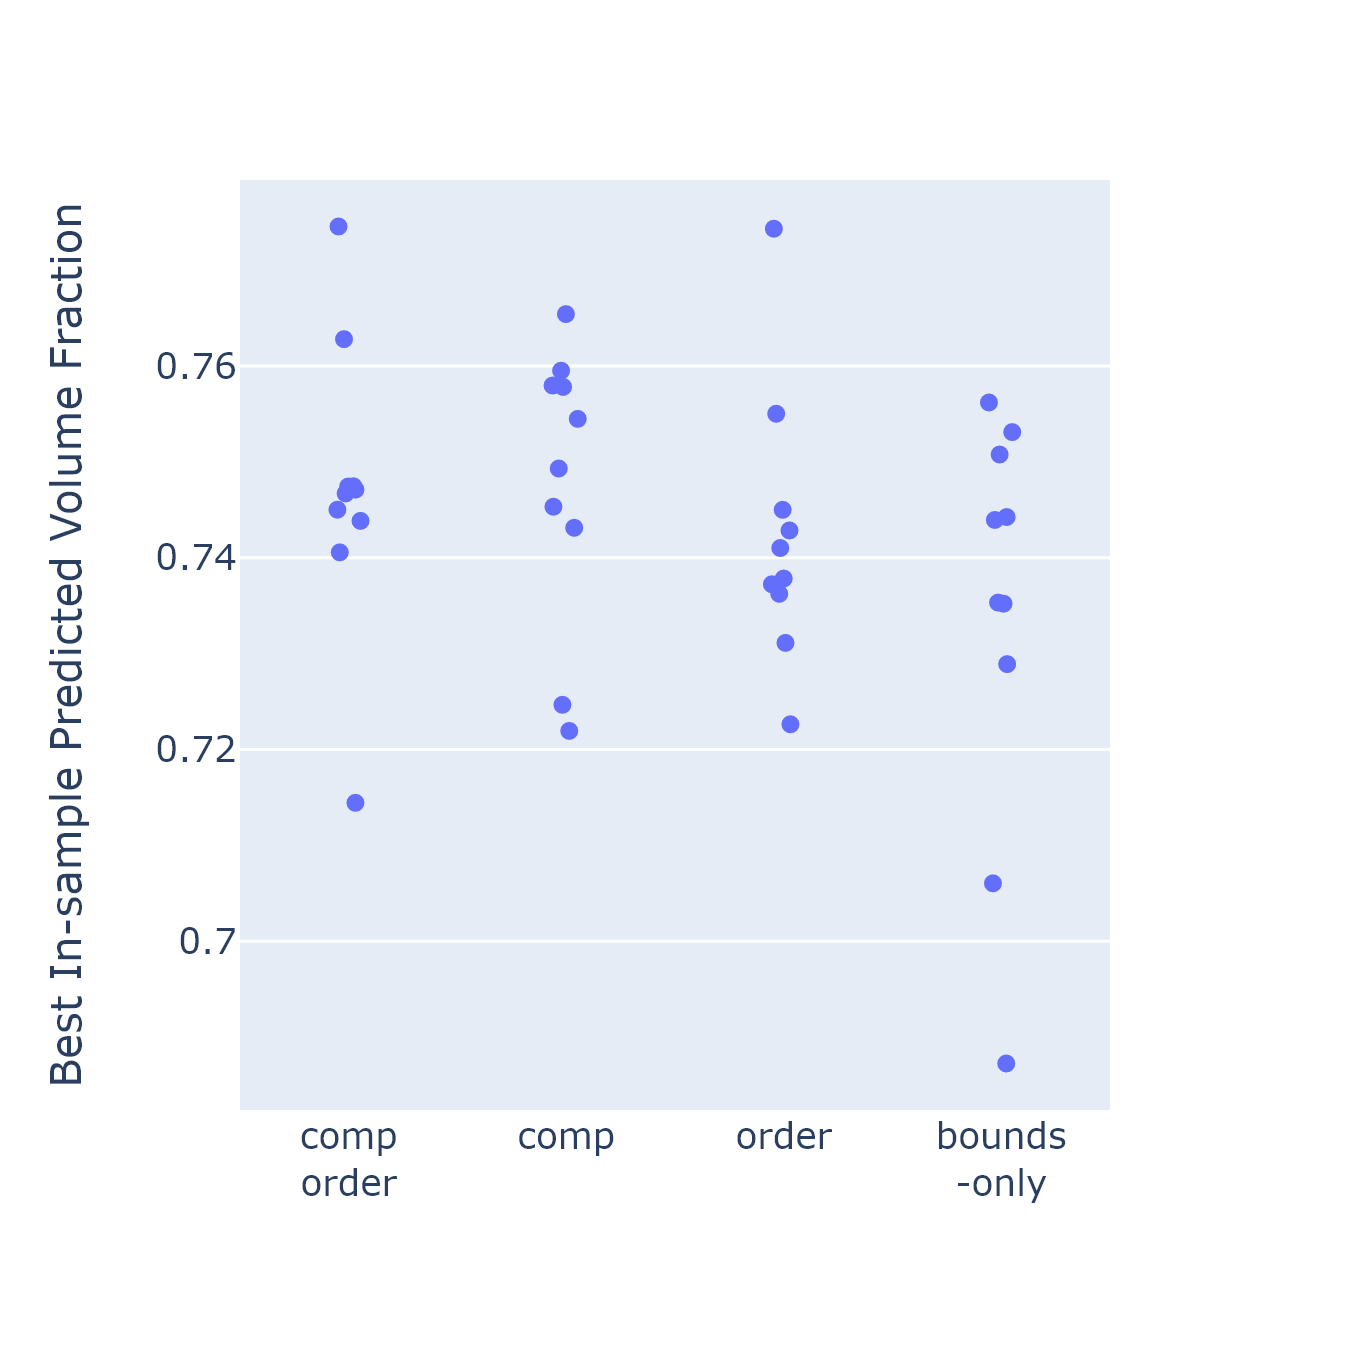 Best In-sample Predicted Volume Fraction
0.76
0.74
0.72
0.7
comp
order
comp
order
bounds
-only